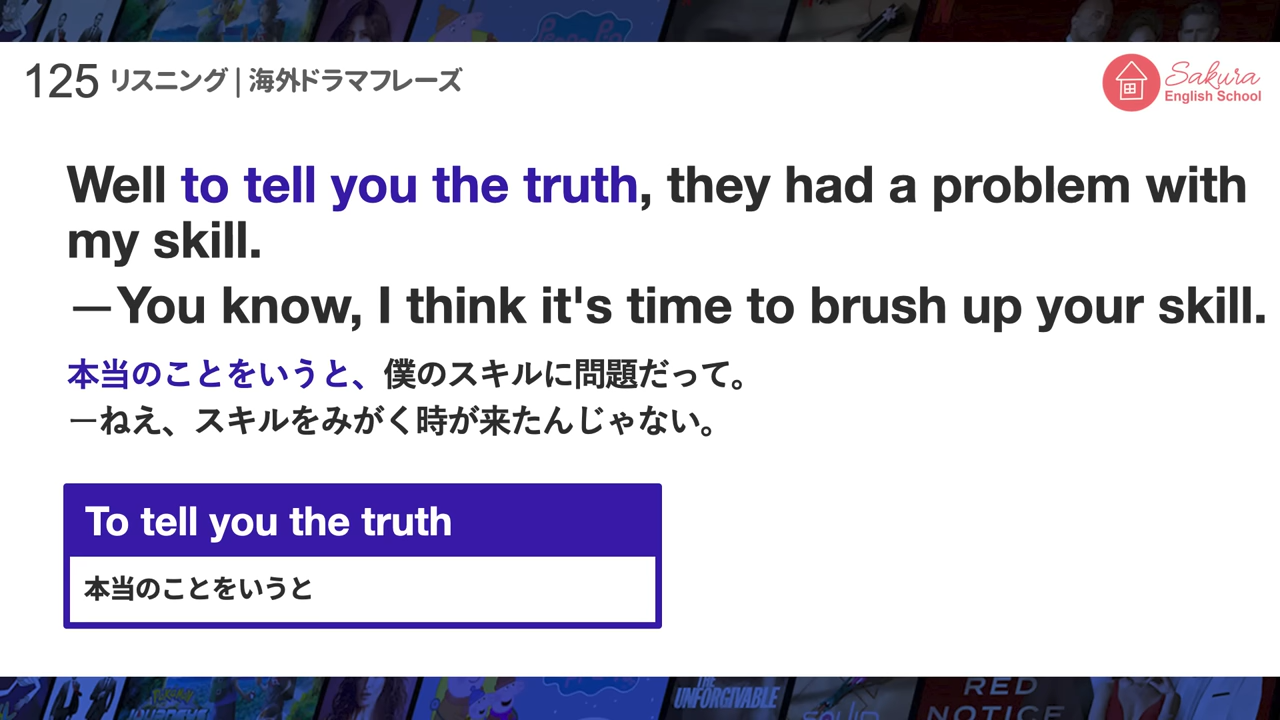 125 リスニング | 海外ドラマフレーズ
Sakura
English School
Well to tell you the truth, they had a problem with
my skill.
—You know, I think it's time to brush up your skill.
本当のことをいうと、僕のスキルに問題だって。
—ねえ、スキルをみがく時が来たんじゃない。
To tell you the truth
本当のことをいうと
THE
UNFORGIVABLE
RED
NOTICE